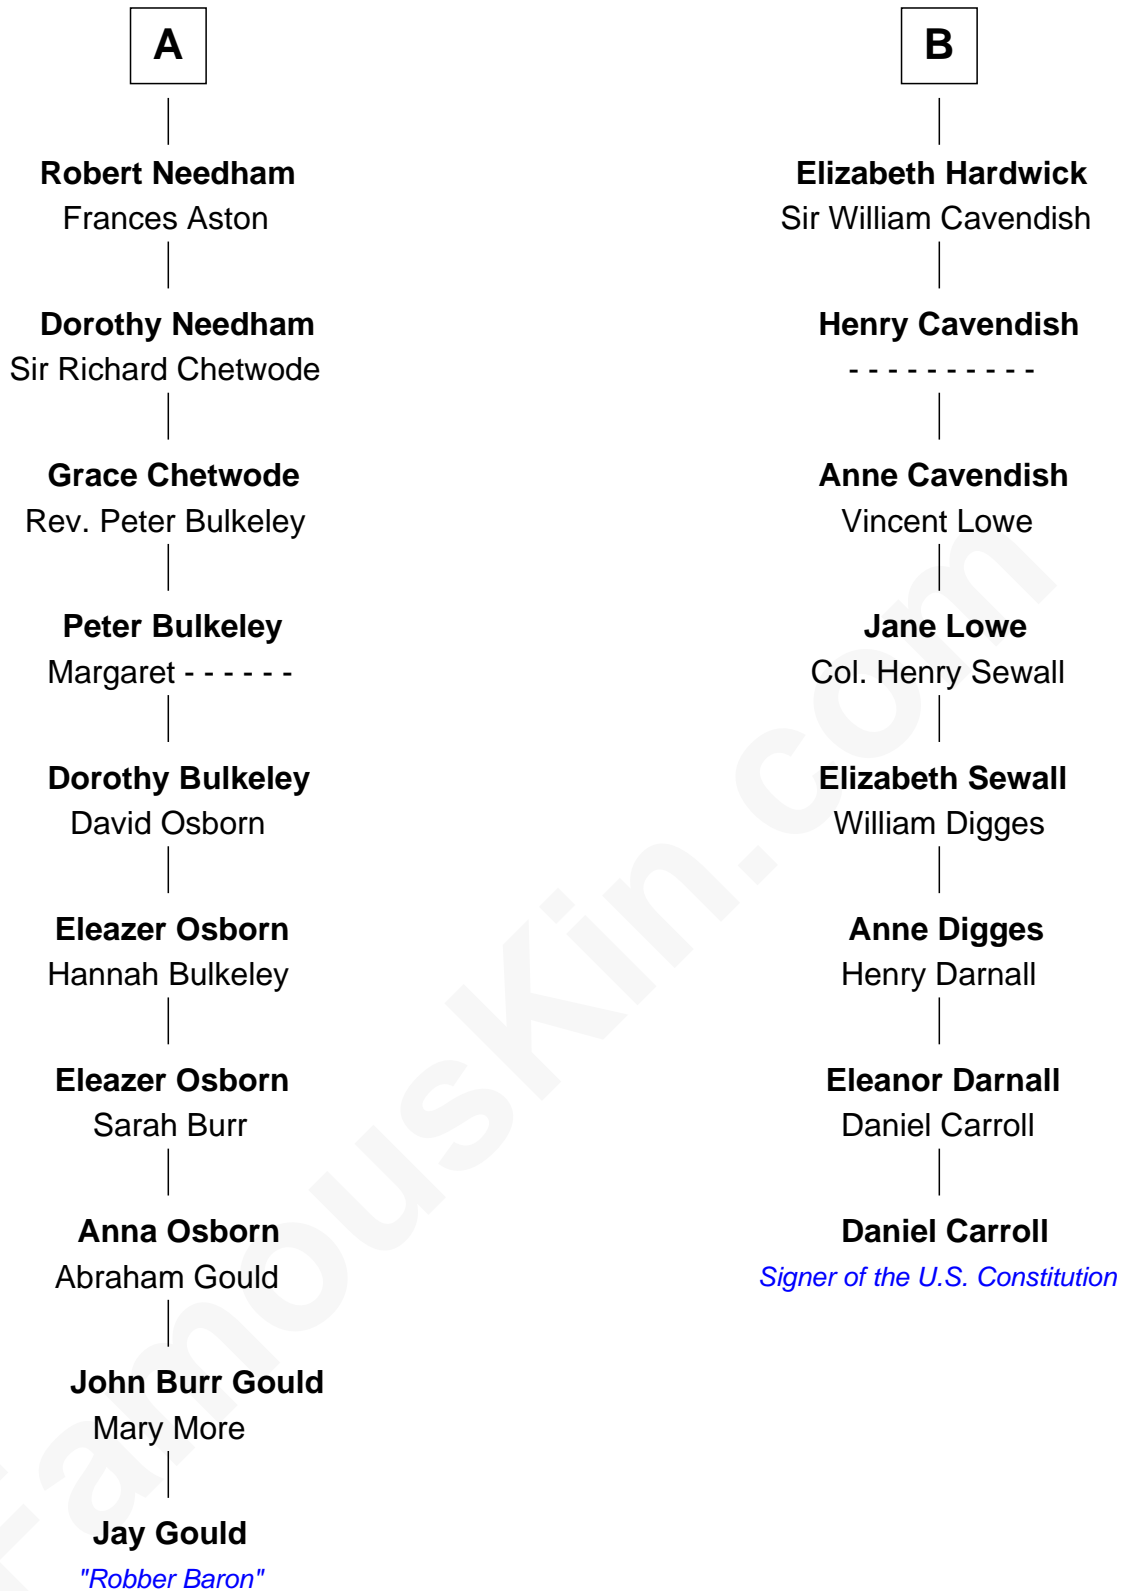 A
Robert Needham
Frances Aston
Dorothy Needham
Sir Richard Chetwode
Grace Chetwode
Rev. Peter Bulkeley
Peter Bulkeley
Margaret - - - - - -
Dorothy Bulkeley
David Osborn
Eleazer Osborn
Hannah Bulkeley
Eleazer Osborn
Sarah Burr
Anna Osborn
Abraham Gould
John Burr Gould
Mary More
Jay Gould
"Robber Baron"
B
Elizabeth Hardwick
Sir William Cavendish
Henry Cavendish
- - - - - - - - - -
Anne Cavendish
Vincent Lowe
Jane Lowe
Col. Henry Sewall
Elizabeth Sewall
William Digges
Anne Digges
Henry Darnall
Eleanor Darnall
Daniel Carroll
Daniel Carroll
Signer of the U.S. Constitution
FamousKin.com